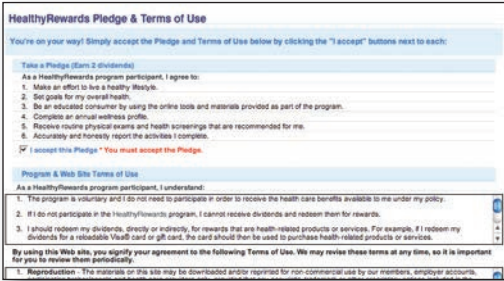 HealthyRewards Pledge & Terms of Use
You're on your way! Simply accept the Pledge and Terms of Use below by clicking the "I accept" buttons next to each:
Take a Pledge (Earn 2 dividends)
As a HealthyRewards program participant, I agree to:
1. Make an effort to live a healthy lifestyle.
2. Set goals for my overall health.
3. Be an educated consumer by using the online tools and materials provided as part of the program.
4. Complete an annual wellness profile.
5. Receive routine physical exams and health screenings that are recommended for me.
6. Accurately and honestly report the activities I complete.
I accept this Pledge * You must accept the Pledge.
Program & Web Site Terms of Use
As a HealthyRewards program participant, I understand:
1. The program is voluntary and I do not need to participate in order to receive the health care benefits available to me under my policy.
2. If I do not participate in the HealthyRewards program, I cannot receive dividends and redeem them for rewards.
3. I should redeem my dividends, directly or indirectly, for rewards that are health-related products or services. For example, if I redeem my
dividends for a reloadable Visa® card or gift card, the card should then be used to purchase health-related products or services.
By using this Web site, you signify your agreement to the following Terms of Use. We may revise these terms at any time, so it is important
for you to review them periodically.
1. Reproduction - The materials on this site may be downloaded and/or reprinted for non-commercial use by our members, employer accounts,